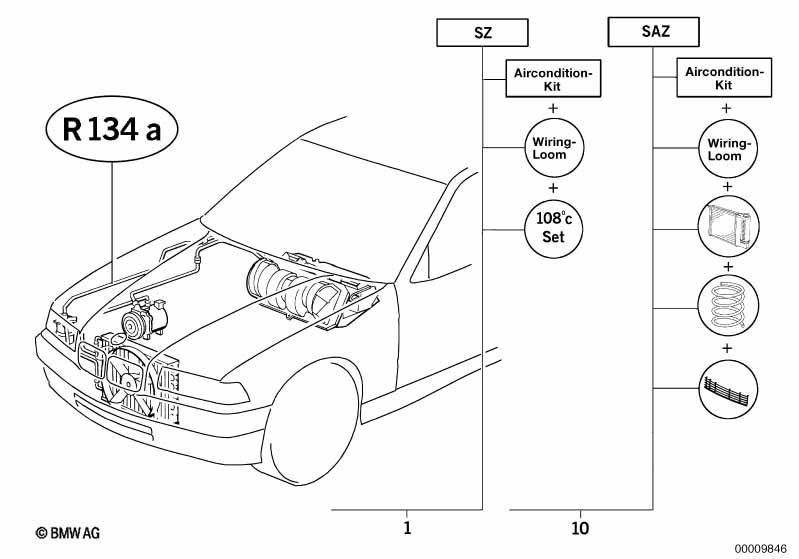 SZ
SAZ
Aircondition-
Kit
Aircondition-
Kit
R 134 a
+
+
Wiring-
Loom
Wiring-
Loom
+
+
108°c
Set
+
+
1
10
© BMW AG
00009846